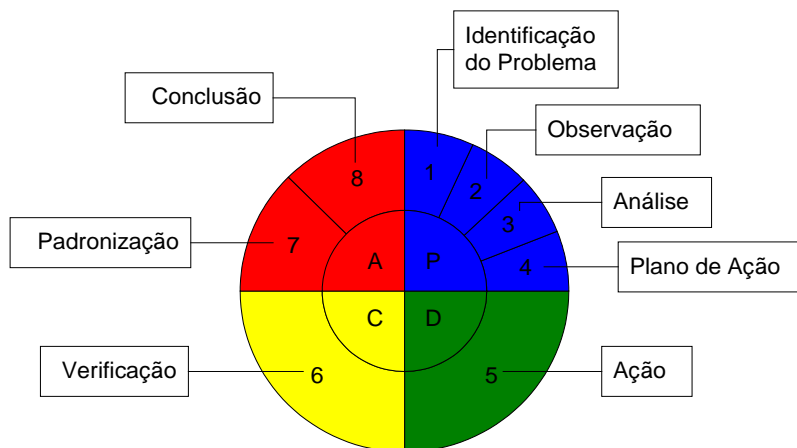 Identificação
do Problema
Conclusão
Observação
8
1
2
Análise
3
Padronização
7
A
P
4
Plano de Ação
C
D
Verificação
6
5
Ação